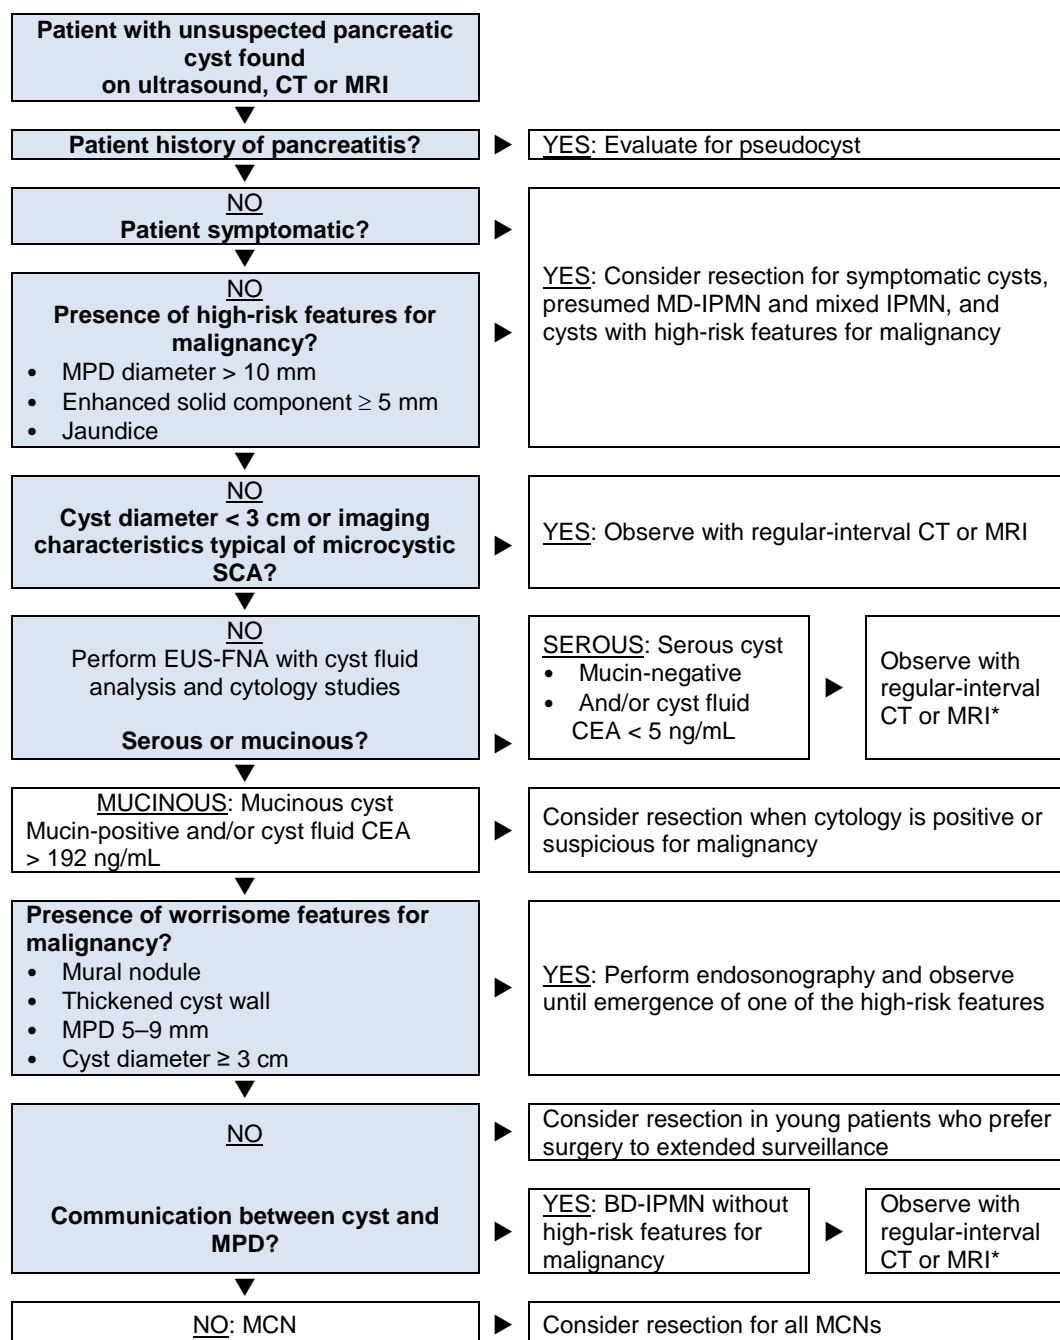 Patient with unsuspected pancreatic
cyst found
on ultrasound, CT or MRI
▼
Patient history of pancreatitis?
▶
YES: Evaluate for pseudocyst
▼
NO
Patient symptomatic?
▶
▼
NO
Presence of high-risk features for
malignancy?
• MPD diameter > 10 mm
• Enhanced solid component ≥ 5 mm
• Jaundice
▶
YES: Consider resection for symptomatic cysts,
presumed MD-IPMN and mixed IPMN, and
cysts with high-risk features for malignancy
▼
NO
Cyst diameter < 3 cm or imaging
characteristics typical of microcystic
SCA?
▶
YES: Observe with regular-interval CT or MRI
▼
NO
Perform EUS-FNA with cyst fluid
analysis and cytology studies
Serous or mucinous?
▶
SEROUS: Serous cyst
• Mucin-negative
• And/or cyst fluid
CEA < 5 ng/mL
▶
Observe with
regular-interval
CT or MRI*
▼
MUCINOUS: Mucinous cyst
Mucin-positive and/or cyst fluid CEA
> 192 ng/mL
▶
Consider resection when cytology is positive or
suspicious for malignancy
▼
Presence of worrisome features for
malignancy?
• Mural nodule
• Thickened cyst wall
• MPD 5–9 mm
• Cyst diameter ≥ 3 cm
▶
YES: Perform endosonography and observe
until emergence of one of the high-risk features
▼
NO
▶
Consider resection in young patients who prefer
surgery to extended surveillance
Communication between cyst and
MPD?
▶
YES: BD-IPMN without
high-risk features for
malignancy
▶
Observe with
regular-interval
CT or MRI*
▼
NO: MCN
▶
Consider resection for all MCNs